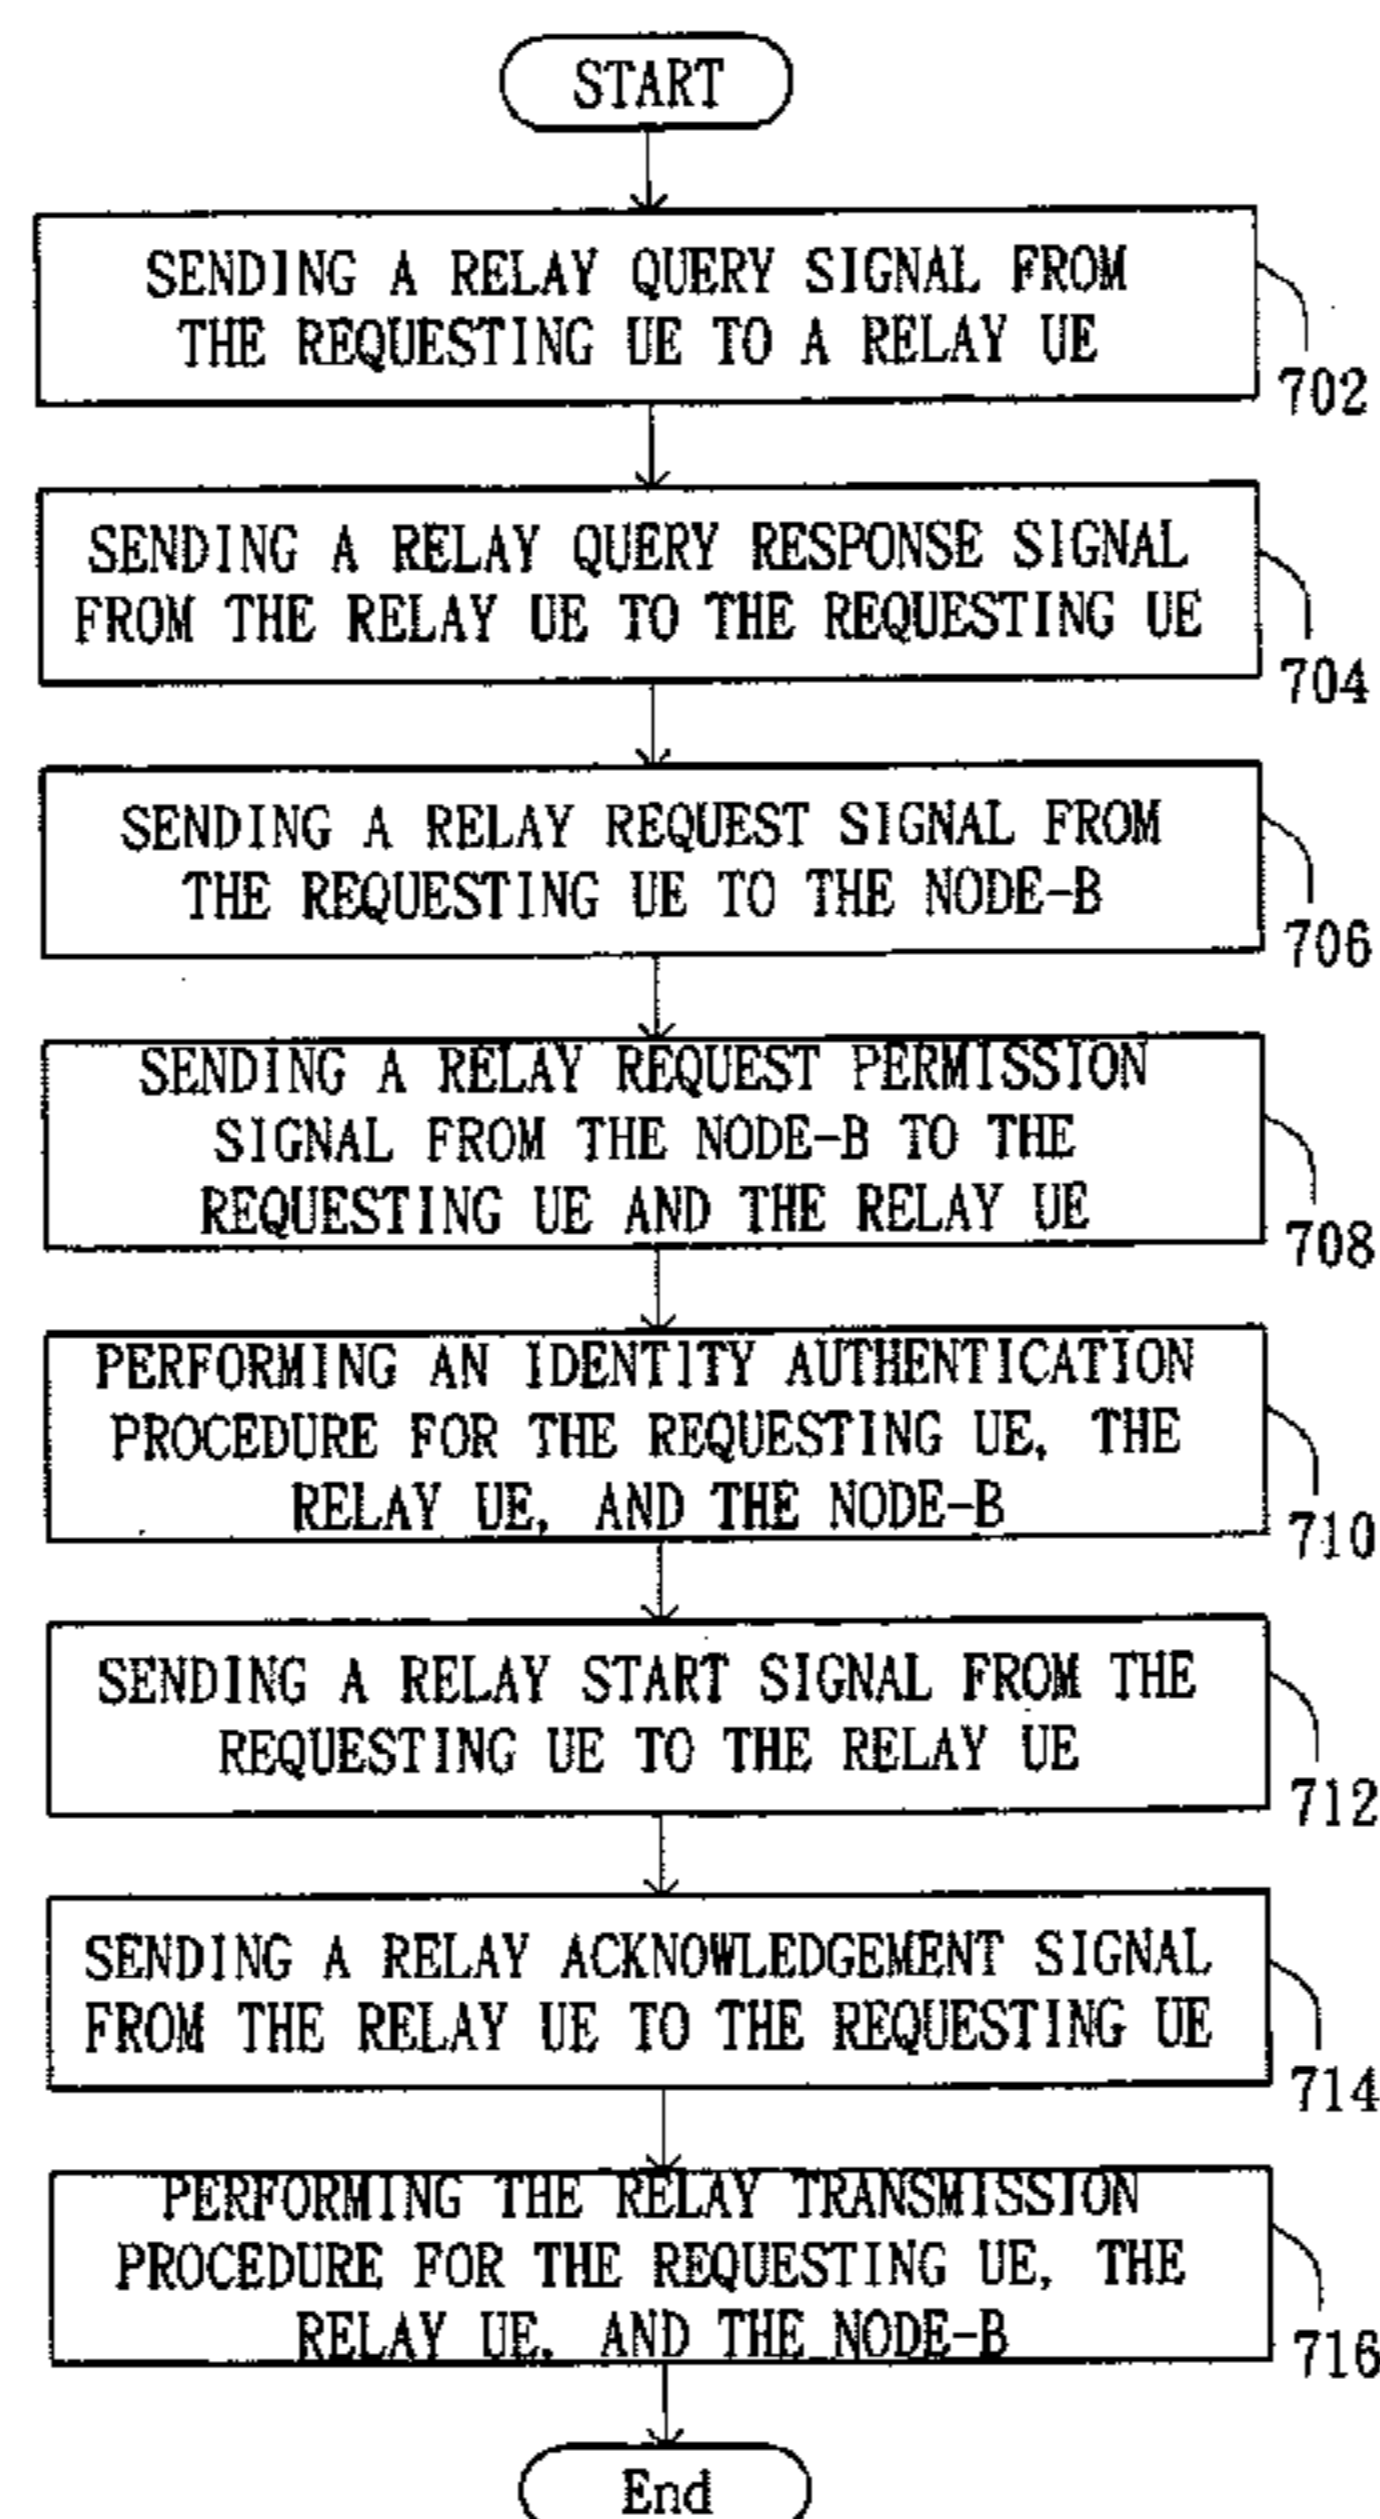 START
SENDING A RELAY QUERY SIGNAL FROM
THE REQUESTING UE TO A RELAY UE
702
SENDING A RELAY QUERY RESPONSE SIGNAL
FROM THE RELAY UE TO THE REQUESTING UE
704
SENDING A RELAY REQUEST SIGNAL FROM
THE REQUESTING UE TO THE NODE-B
706
SENDING A RELAY REQUEST PERMISSION
SIGNAL FROM THE NODE-B TO THE
REQUESTING UE AND THE RELAY UE
708
PERFORMING AN IDENTITY AUTHENTICATION
PROCEDURE FOR THE REQUESTING UE, THE
RELAY UE, AND THE NODE-B
710
SENDING A RELAY START SIGNAL FROM THE
REQUESTING UE TO THE RELAY UE
712
SENDING A RELAY ACKNOWLEDGEMENT SIGNAL
FROM THE RELAY UE TO THE REQUESTING UE
714
PERFORMING THE RELAY TRANSMISSION
PROCEDURE FOR THE REQUESTING UE, THE
RELAY UE, AND THE NODE-B
716
End